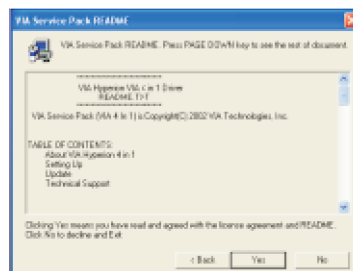 VIA Service Pack README
VIA Service Pack README. Press PAGE DOWN key to see the rest of document.
====================
VIA Hyperion VIA 4 in 1 Driver
README.TXT
====================
VIA Service Pack (VIA 4 in 1) is Copyright(C) 2002 VIA Technologies, Inc.
TABLE OF CONTENTS:
About VIA Hyperion 4 in 1
Setting Up
Update
Technical Support
Clicking Yes means you have read and agreed with the license agreement and README.
Click No to decline and Exit
< Back
Yes
No